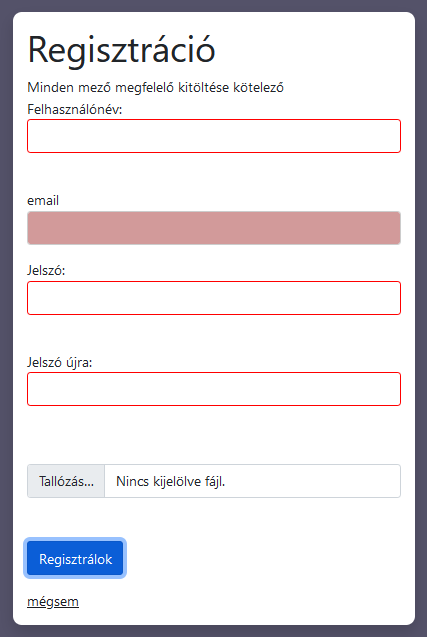 Regisztráció
Minden mező megfelelő kitöltése kötelező
Felhasználónév:
email
Jelszó:
Jelszó újra:
Tallózás... Nincs kijelölve fájl.
Regisztrálok
mégsem